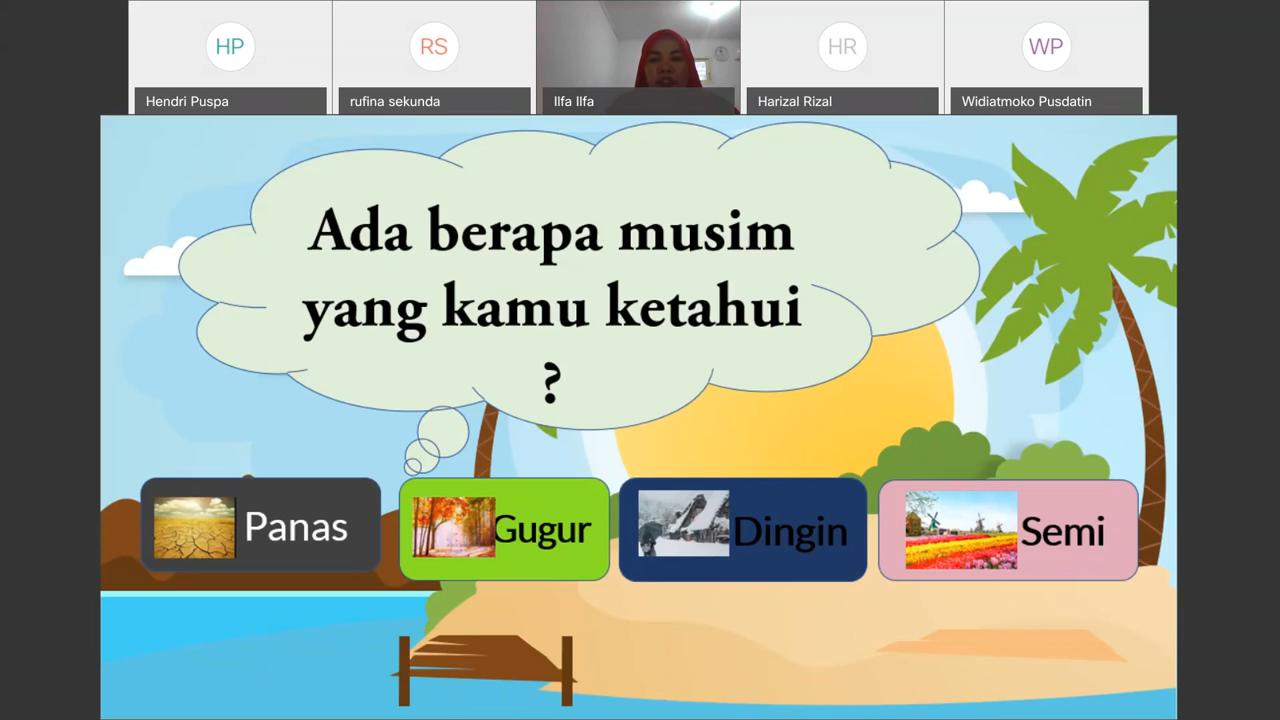 HP
RS
HR
WP
Hendri Puspa
rufina sekunda
Ilfa Ilfa
Harizal Rizal
Widiatmoko Pusdatin
Ada berapa musim
yang kamu ketahui
?
Panas
Gugur
Dingin
Semi